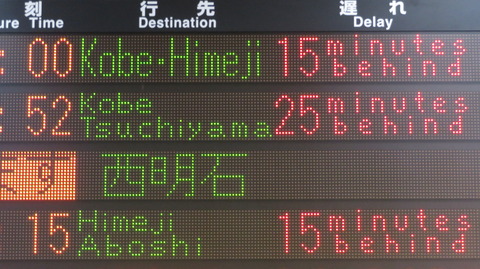 刻 行先 遅れ
ure Time Destination Delay
:00 Kobe・Himeji 15 minutes behind
:52 Kobe Tsuchiyama 25 minutes behind
西明石
15 Himeji Aboshi 15 minutes behind